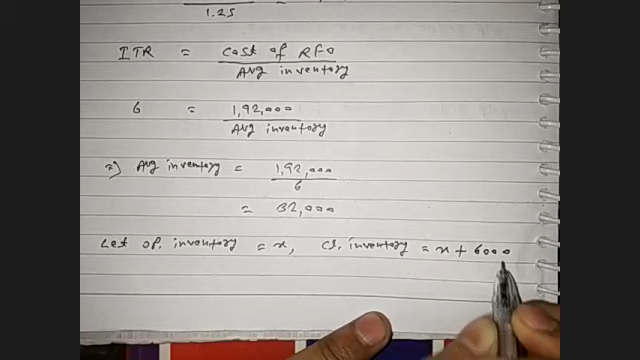 1.25
ITR = Cost of RFO
Avg inventory
6 = 1,92,000
Avg inventory
=) Avg inventory = 1,92,000
6
= 32,000
Let op. inventory = x, cl. inventory = x + 6000